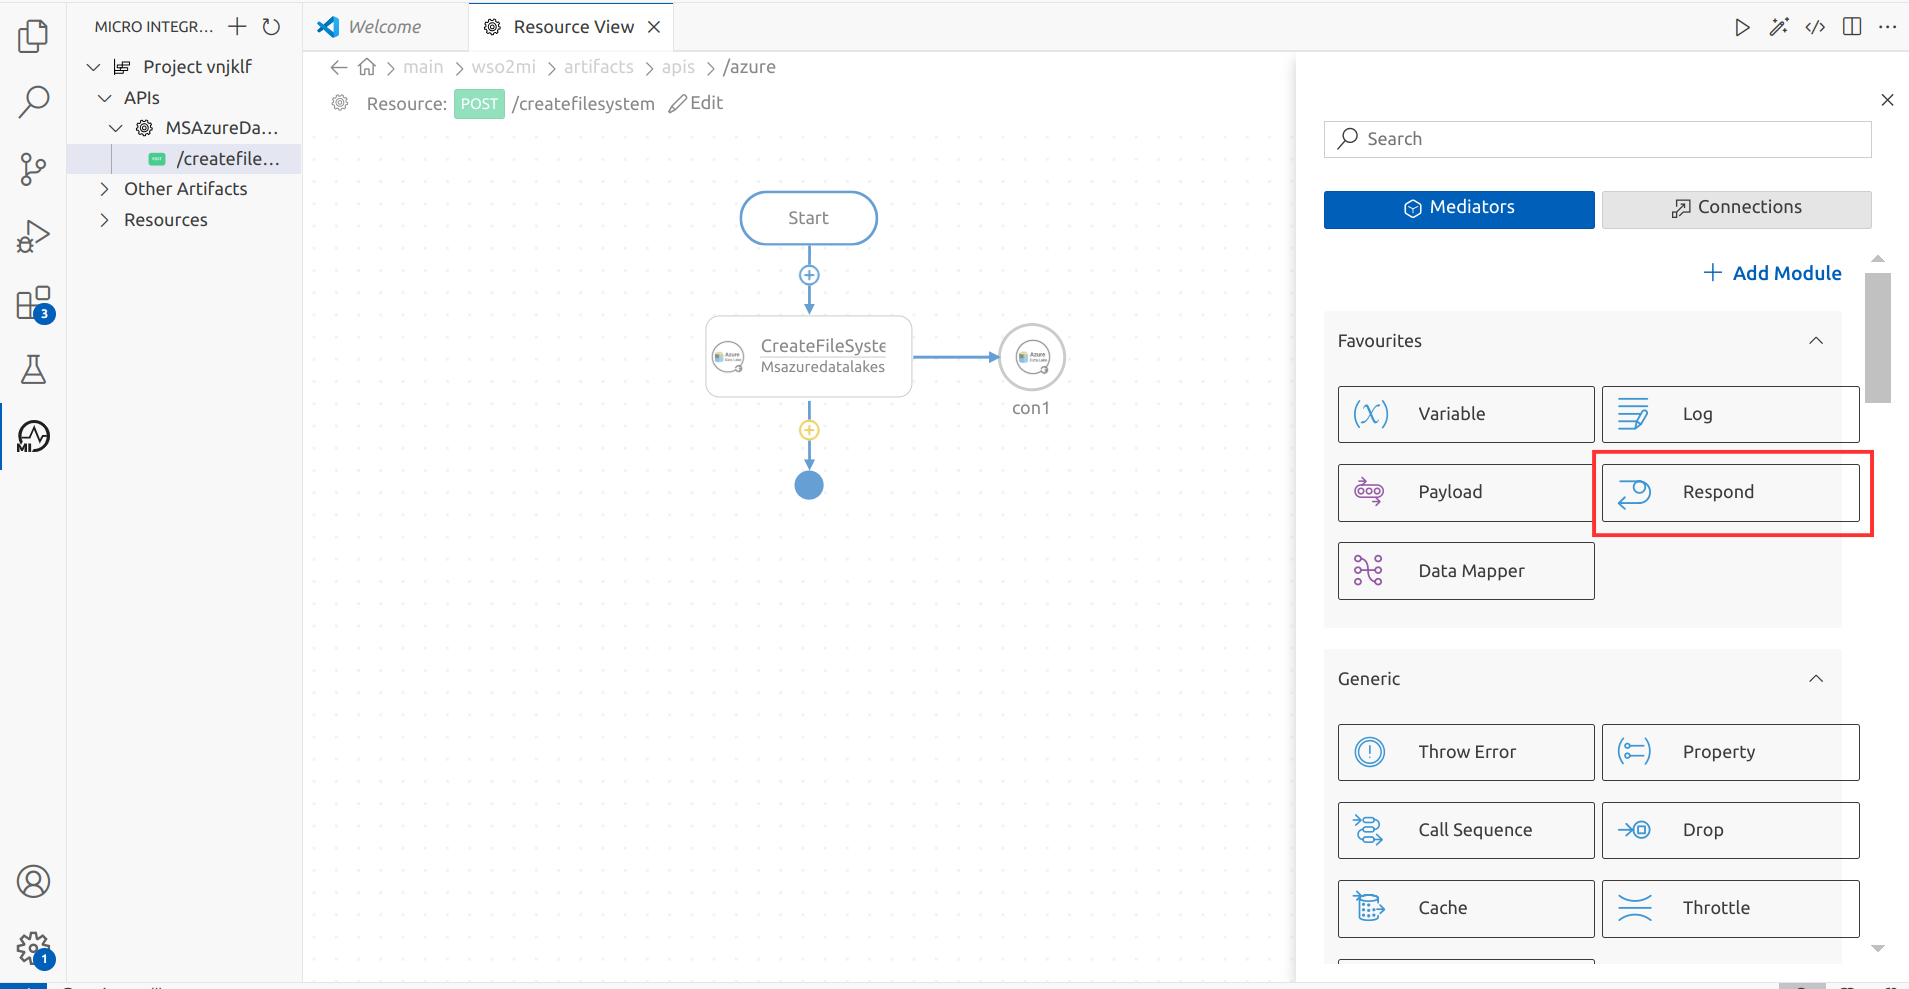 MICRO INTEGR...
Welcome
Resource View
Project vnjklf
APIs
MSAzureDa...
/createfile...
Other Artifacts
Resources
3
1
main > wso2mi > artifacts > apis > /azure
Resource: POST /createfilesystem Edit
Start
CreateFileSyste
Msazuredatalakes
con1
Search
Mediators
Connections
Add Module
Favourites
Variable
Log
Payload
Respond
Data Mapper
Generic
Throw Error
Property
Call Sequence
Drop
Cache
Throttle